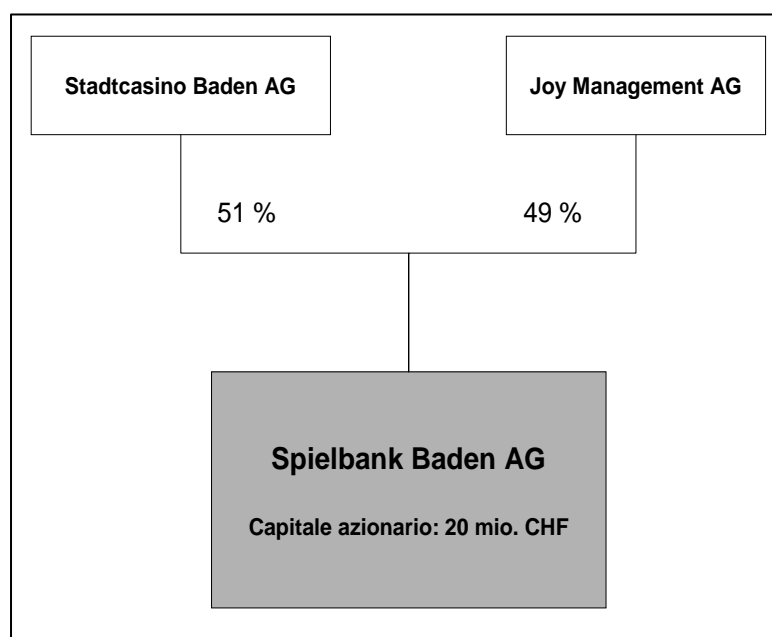 Stadtcasino Baden AG
Joy Management AG
51 %
49 %
Spielbank Baden AG
Capitale azionario: 20 mio. CHF